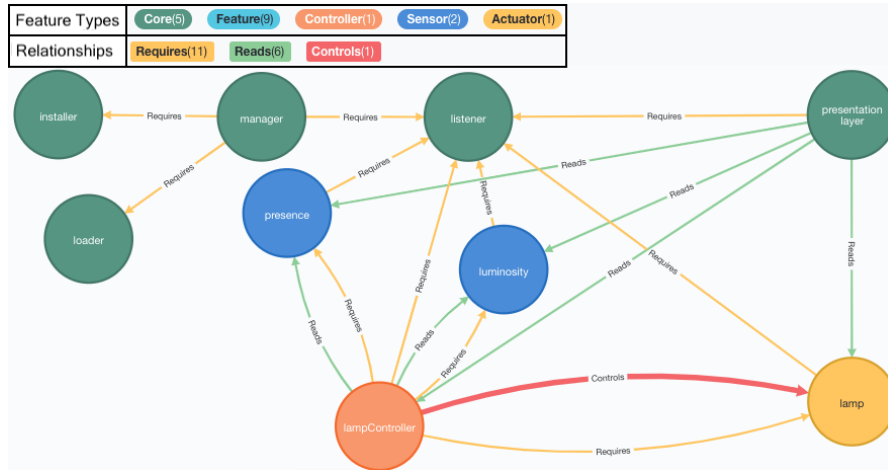 Feature Types Core(5) Feature(9) Controller(1) Sensor(2) Actuator(1)
Relationships Requires(11) Reads(6) Controls(1)
installer
Requires
manager
Requires
listener
Requires
presentation
layer
Requires
Requires
Reads
presence
Requires
Reads
loader
luminosity
Reads
Requires
Requires
Reads
Reads
Requires
Reads
Requires
Controls
lampController
lamp
Requires